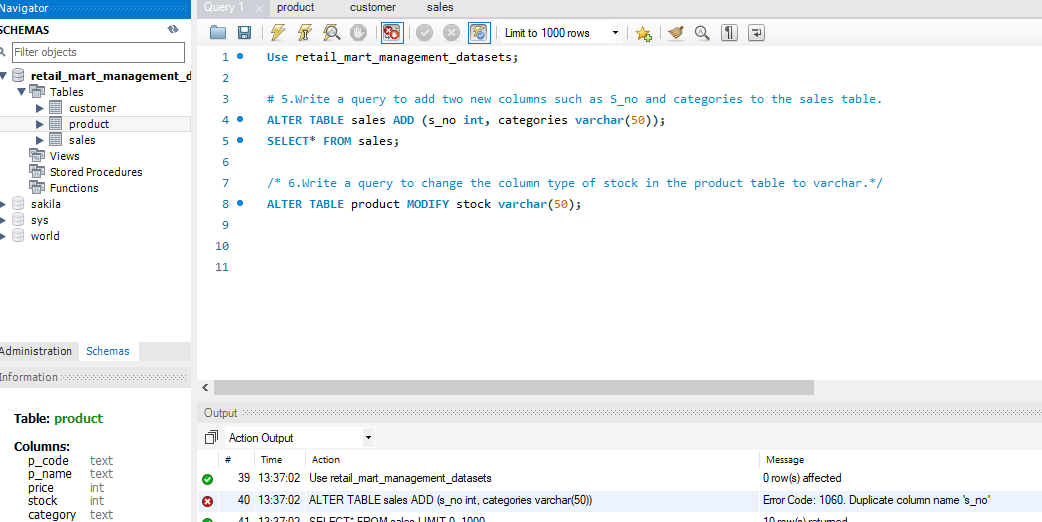 Navigator
SCHEMAS
Filter objects
retail_mart_management_d
Tables
customer
product
sales
Views
Stored Procedures
Functions
sakila
sys
world
Administration Schemas
Information
Table: product
Columns:
p_code text
p_name text
price int
stock int
category text
Query 1 product customer sales
Limit to 1000 rows
1 Use retail_mart_management_datasets;
2
3 # 5.Write a query to add two new columns such as S_no and categories to the sales table.
4 ALTER TABLE sales ADD (s_no int, categories varchar(50));
5 SELECT* FROM sales;
6
7 /* 6.Write a query to change the column type of stock in the product table to varchar.*/
8 ALTER TABLE product MODIFY stock varchar(50);
9
10
11
Output
Action Output
# Time Action Message
39 13:37:02 Use retail_mart_management_datasets 0 row(s) affected
40 13:37:02 ALTER TABLE sales ADD (s_no int, categories varchar(50)) Error Code: 1060. Duplicate column name 's_no'
41 13:37:02 SELECT* FROM sales LIMIT 0, 1000 10 row(s) returned